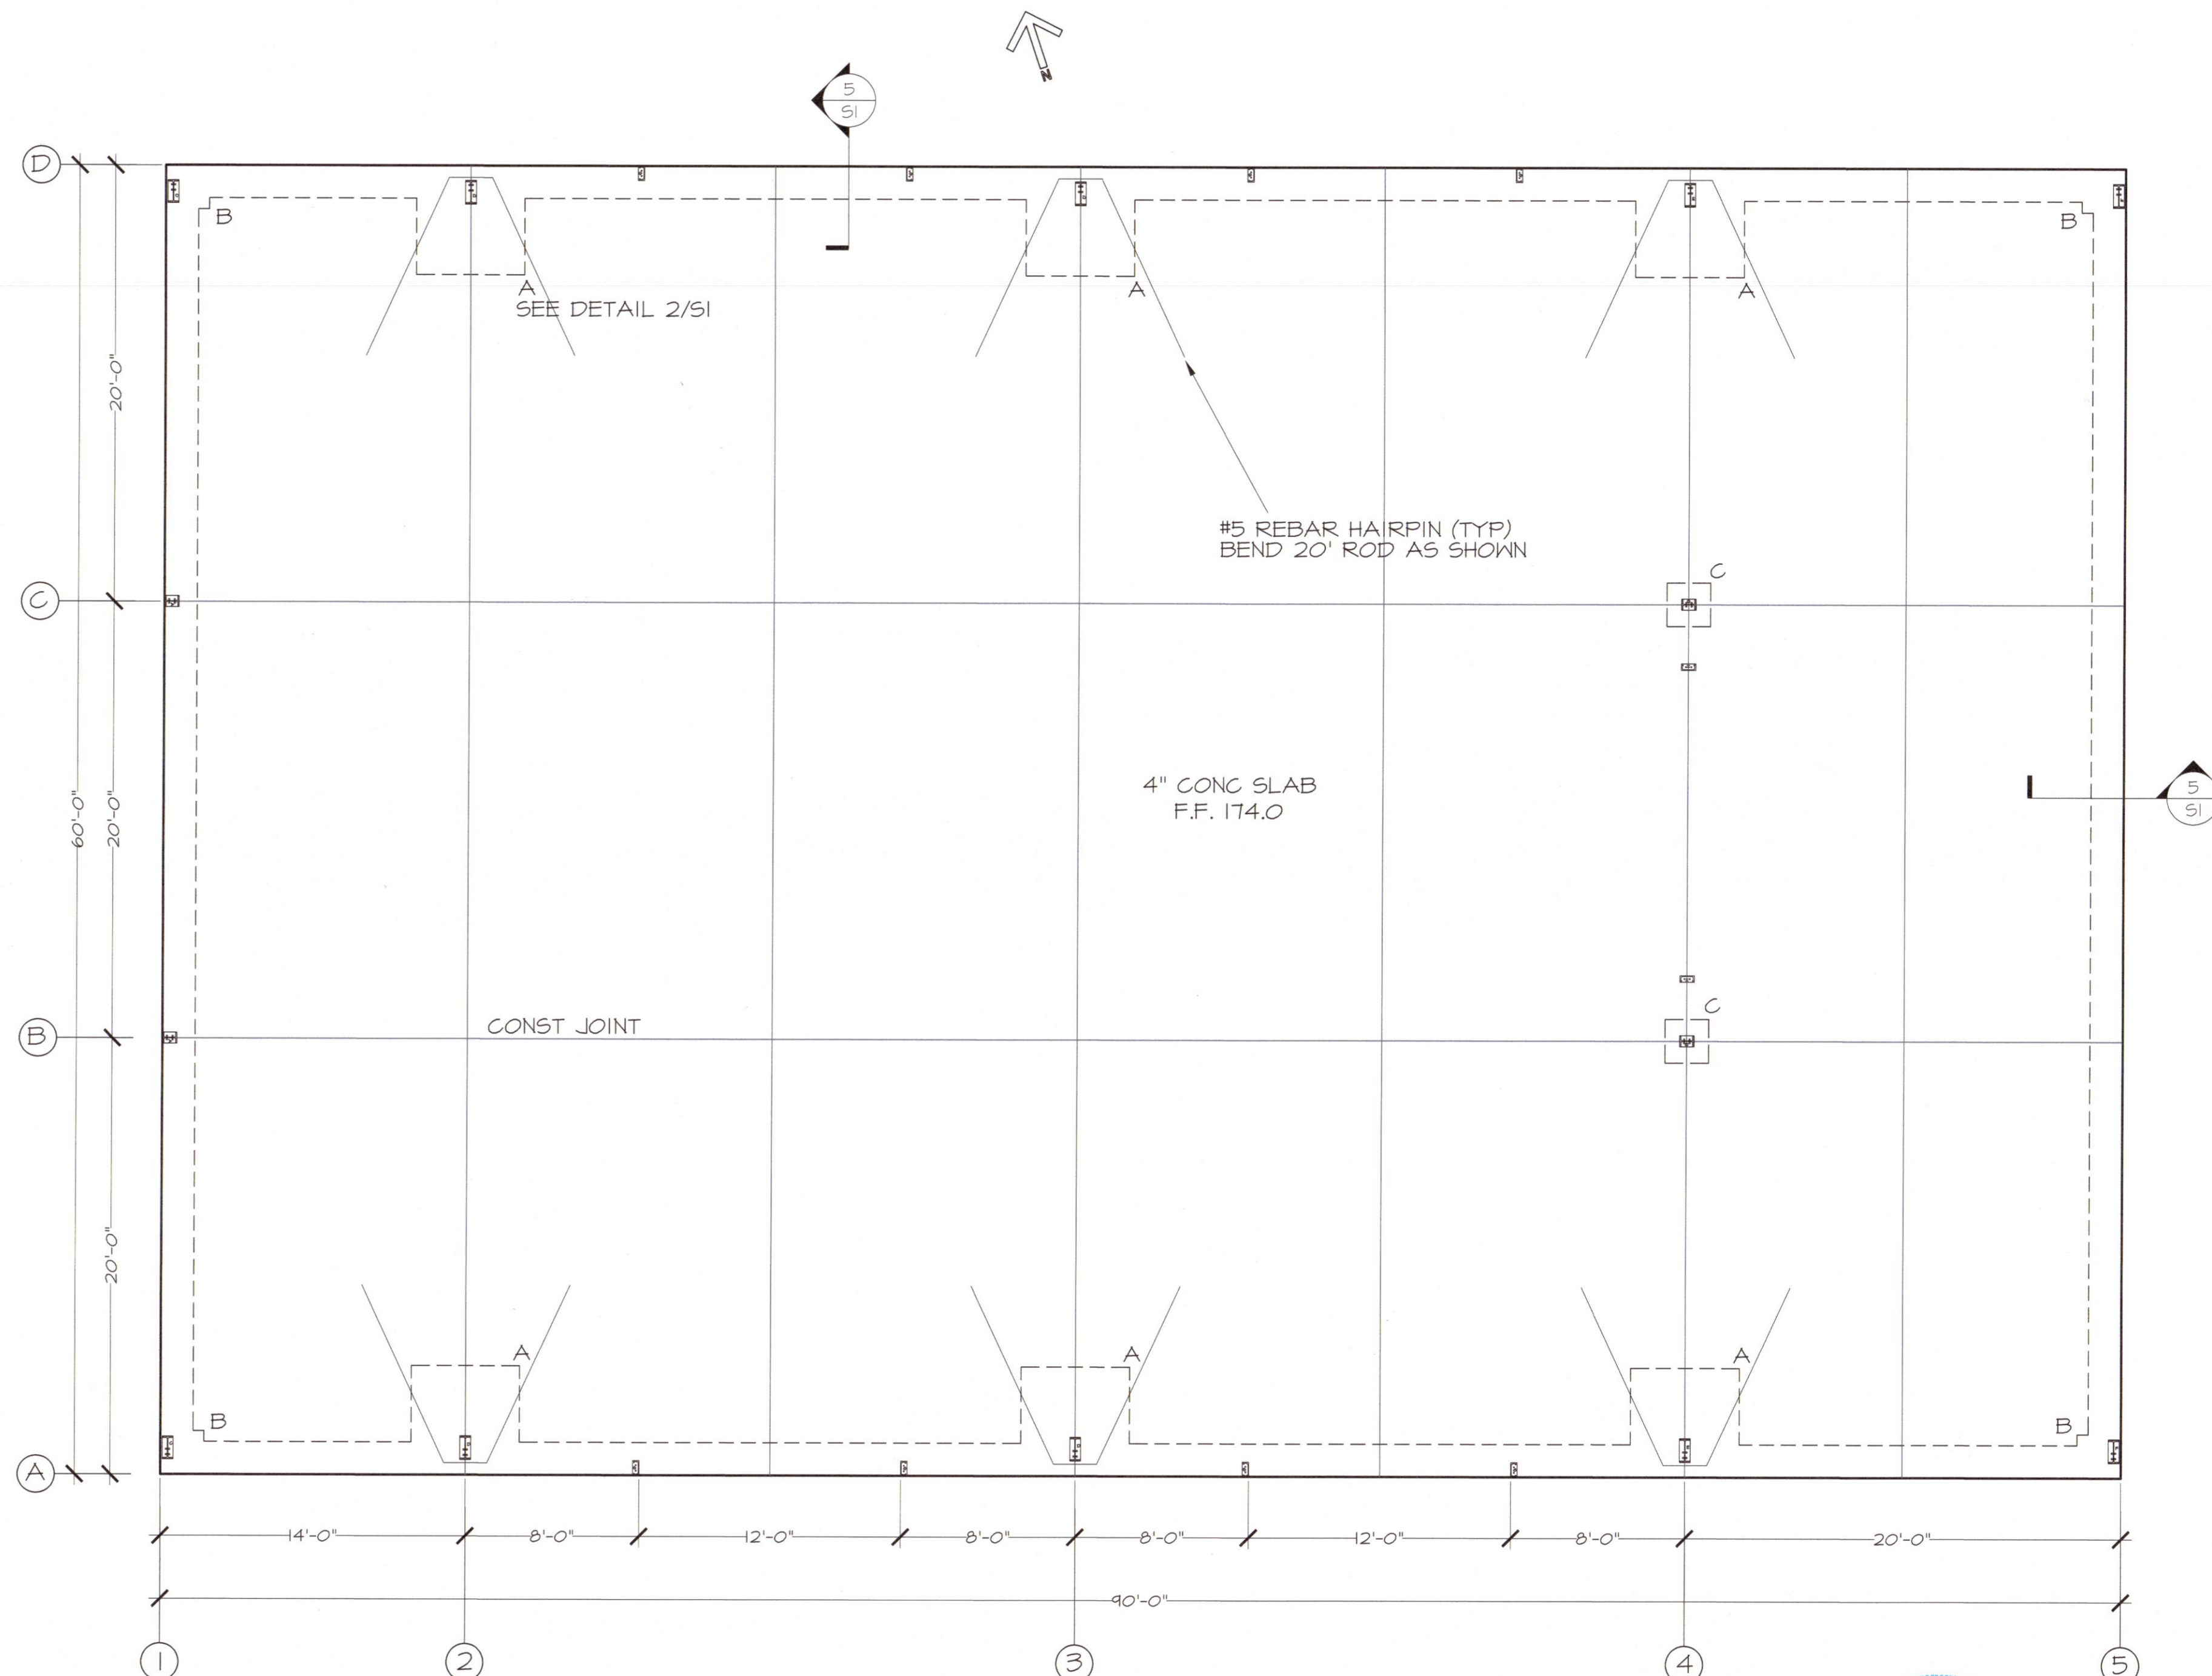 N
5
S1
D
B
B
A
A
A
SEE DETAIL 2/S1
20'-0"
#5 REBAR HAIRPIN (TYP)
BEND 20' ROD AS SHOWN
C
C
4" CONC SLAB
F.F. 174.0
5
S1
60'-0"
20'-0"
C
B
CONST JOINT
20'-0"
A
A
A
B
B
A
14'-0"
8'-0"
12'-0"
8'-0"
8'-0"
12'-0"
8'-0"
20'-0"
90'-0"
1
2
3
4
5